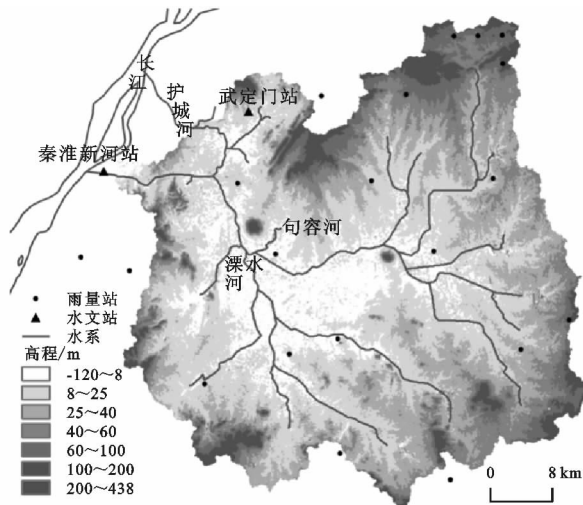 长江
护城河
武定门站
秦淮新河站
句容河
溧水河
雨量站
水文站
水系
高程/m
-120～8
8～25
25～40
40～60
60～100
100～200
200～438
0 8 km